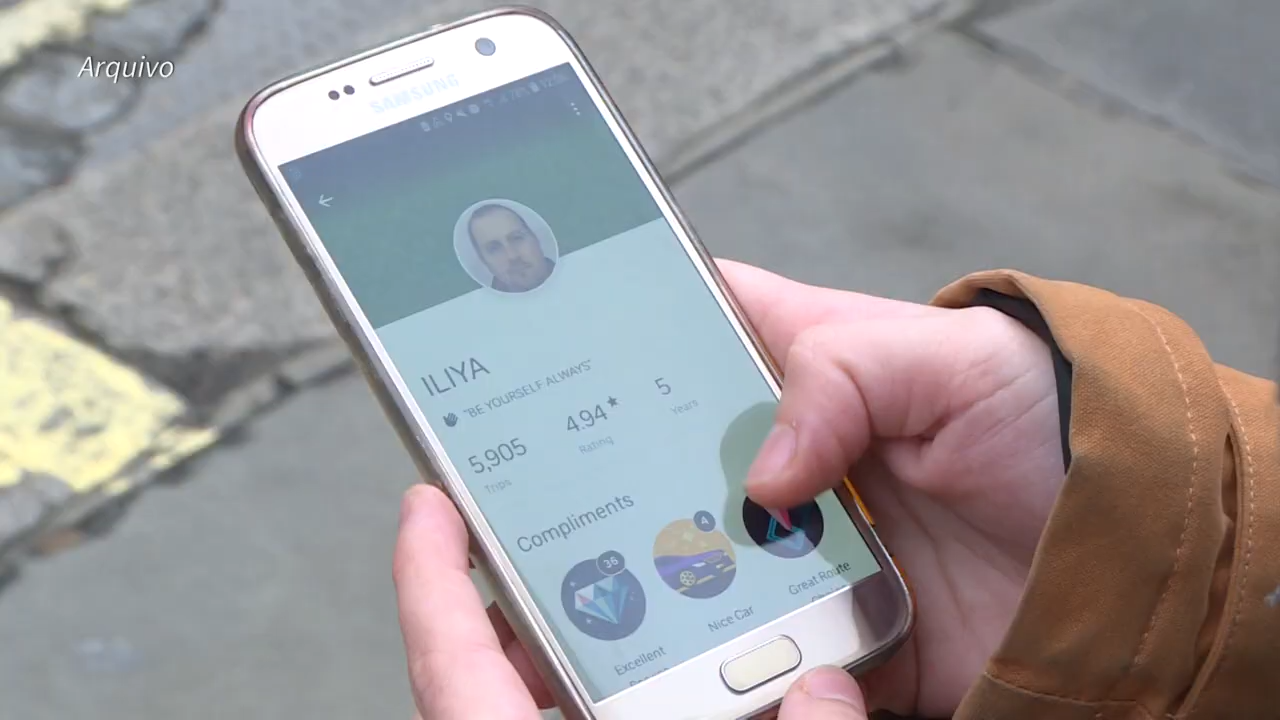 Arquivo
SAMSUNG
ILIYA
"BE YOURSELF ALWAYS"
5,905
Trips
4.94★
Rating
5
Years
Compliments
36
4
Excellent
Nice Car
Great Route